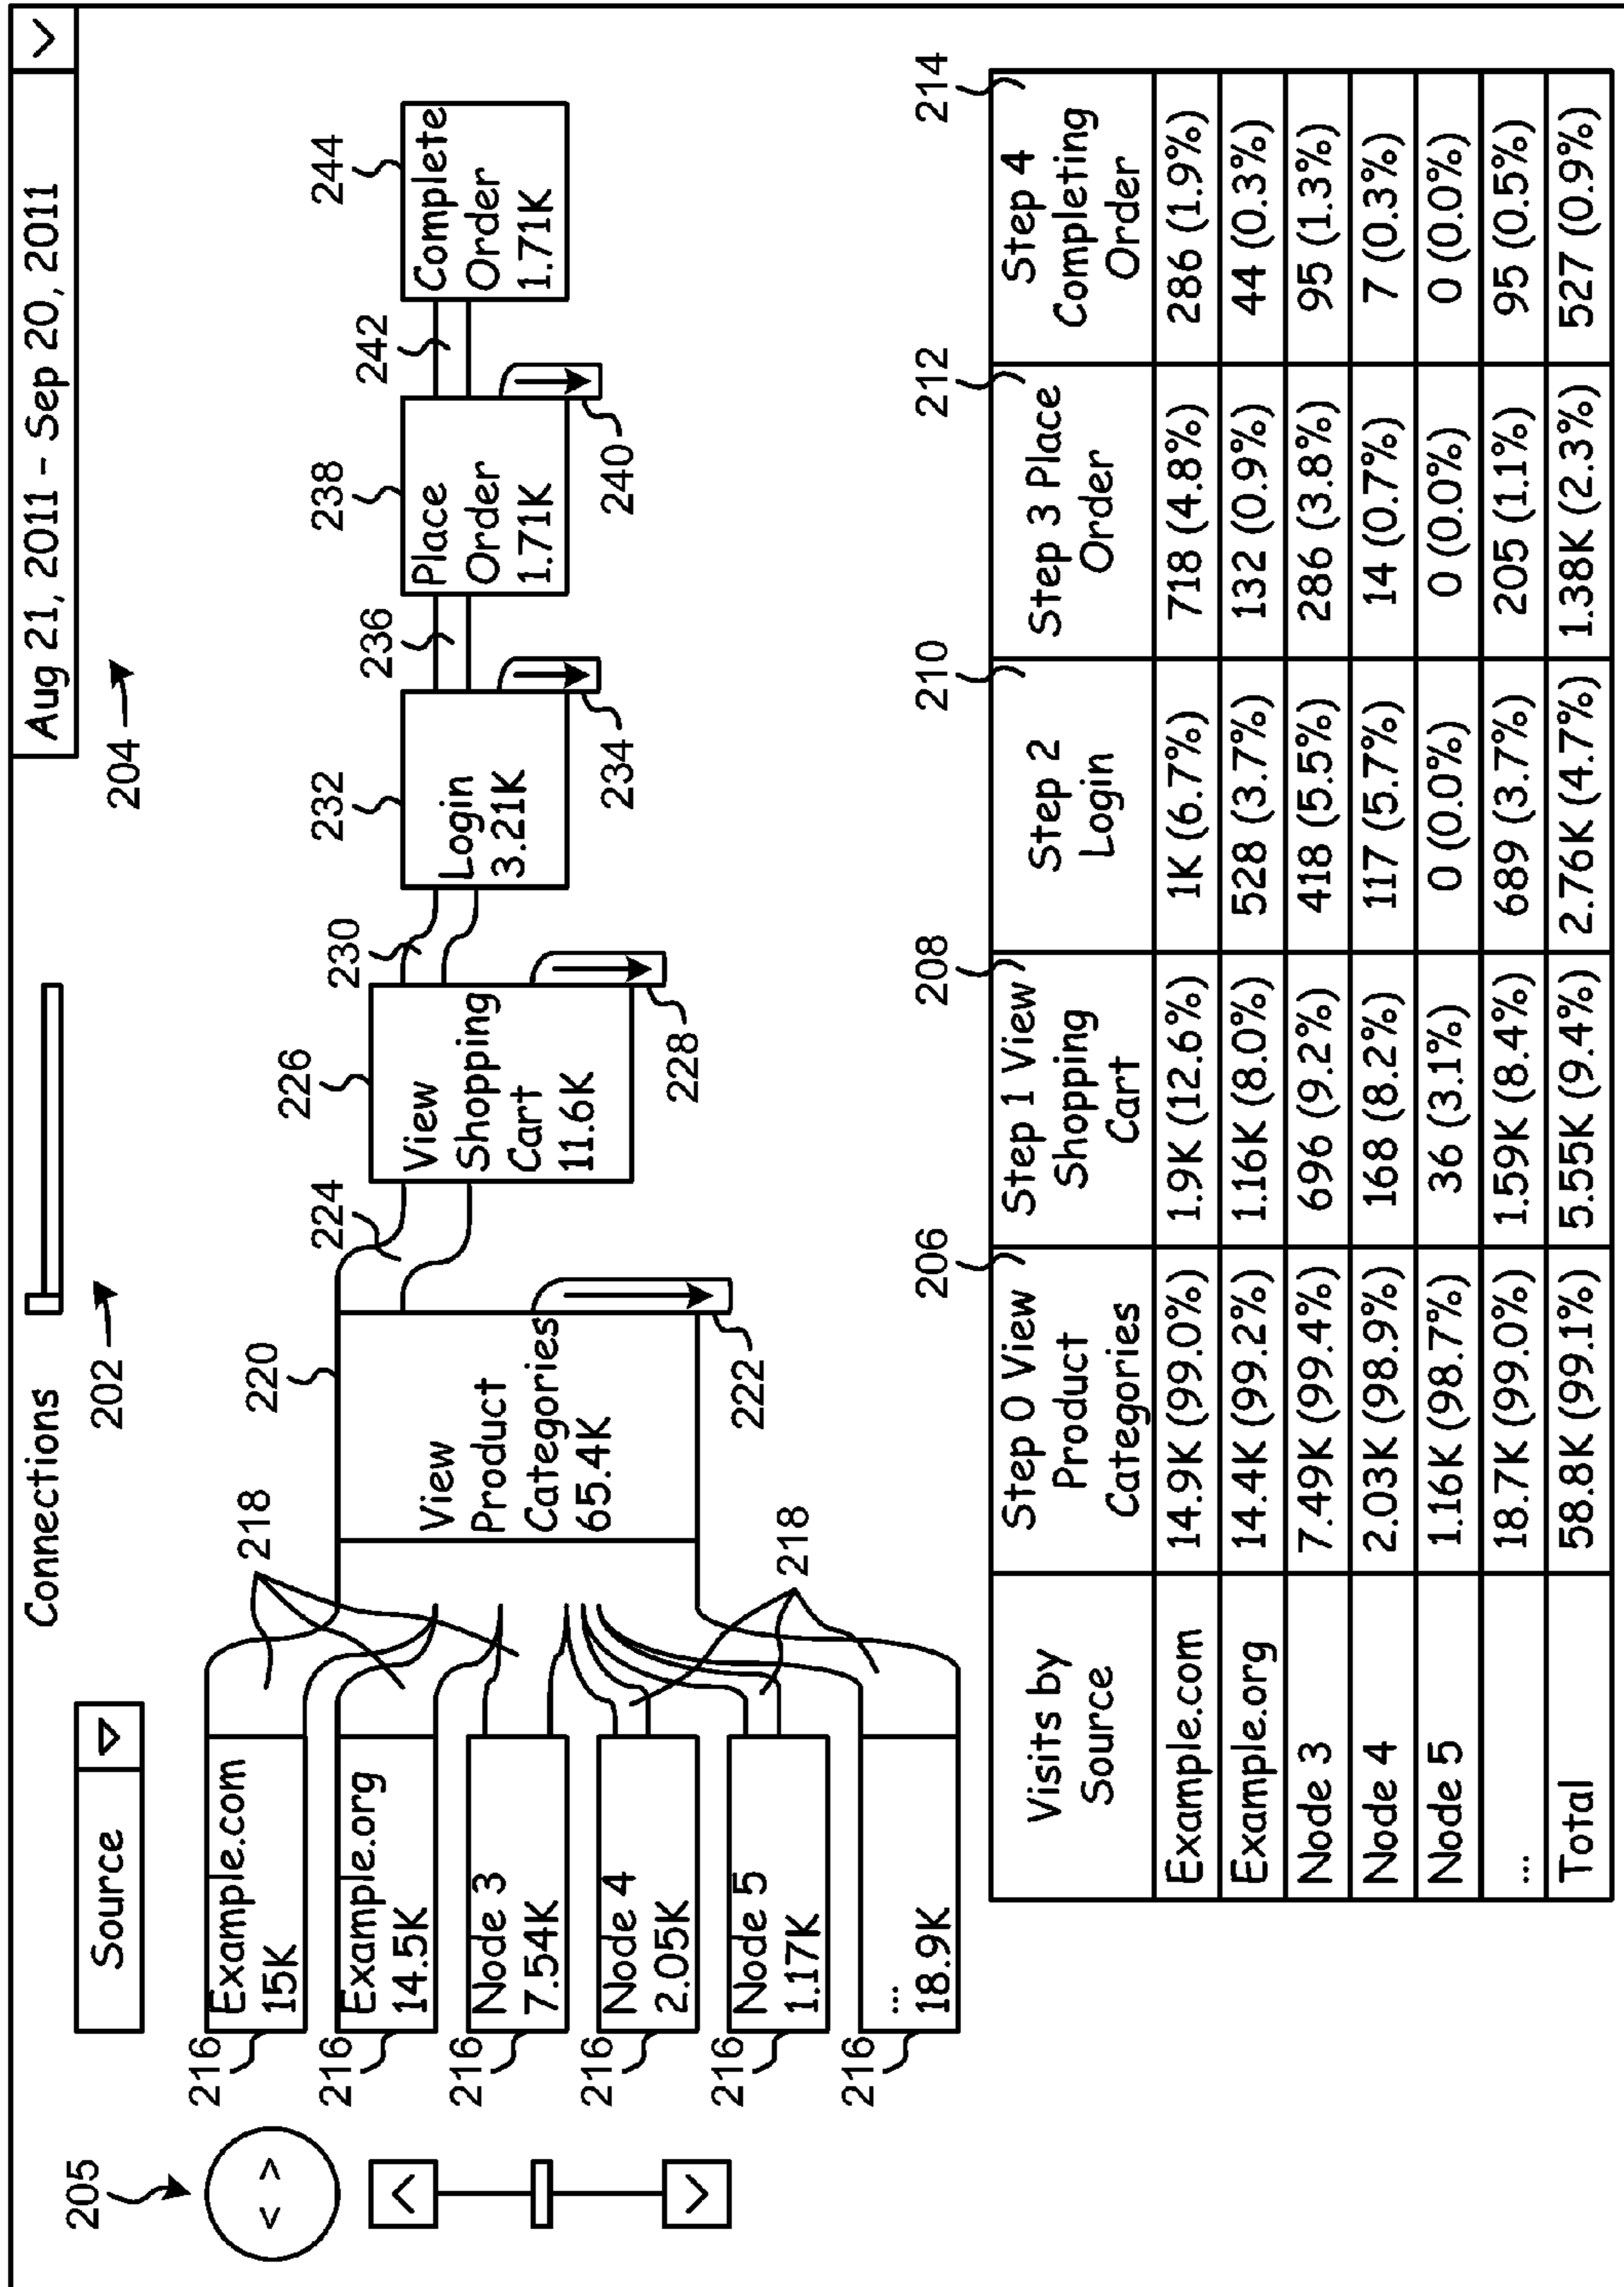 Connections
Aug 21, 2011 - Sep 20, 2011
Source
202
204
205
216
Example.com
15K
216
Example.org
14.5K
216
Node 3
7.54K
216
Node 4
2.05K
216
Node 5
1.17K
216
...
18.9K
218
218
220
View
Product
Categories
65.4K
222
224
226
View
Shopping
Cart
11.6K
228
230
232
Login
3.21K
234
236
238
Place
Order
1.71K
240
242
244
Complete
Order
1.71K
206
208
210
212
214
Visits by
Source
Step 0 View
Product
Categories
Step 1 View
Shopping
Cart
Step 2
Login
Step 3 Place
Order
Step 4
Completing
Order
Example.com 14.9K (99.0%) 1.9K (12.6%) 1K (6.7%) 718 (4.8%) 286 (1.9%)
Example.org 14.4K (99.2%) 1.16K (8.0%) 528 (3.7%) 132 (0.9%) 44 (0.3%)
Node 3 7.49K (99.4%) 696 (9.2%) 418 (5.5%) 286 (3.8%) 95 (1.3%)
Node 4 2.03K (98.9%) 168 (8.2%) 117 (5.7%) 14 (0.7%) 7 (0.3%)
Node 5 1.16K (98.7%) 36 (3.1%) 0 (0.0%) 0 (0.0%) 0 (0.0%)
... 18.7K (99.0%) 1.59K (8.4%) 689 (3.7%) 205 (1.1%) 95 (0.5%)
Total 58.8K (99.1%) 5.55K (9.4%) 2.76K (4.7%) 1.38K (2.3%) 527 (0.9%)